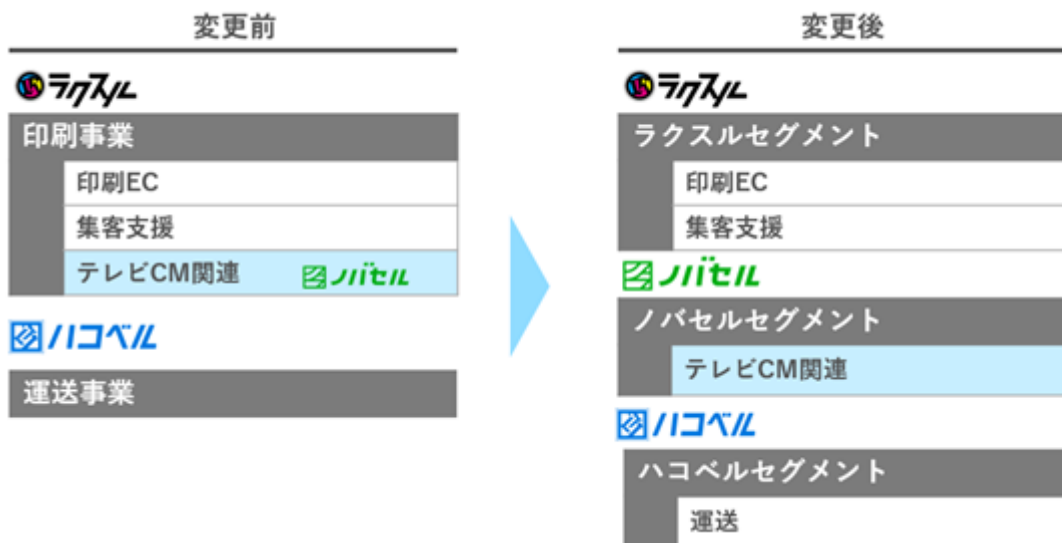 変更前
ラクスル
印刷事業
印刷EC
集客支援
テレビCM関連 ノバセル
ハコベル
運送事業
変更後
ラクスル
ラクスルセグメント
印刷EC
集客支援
ノバセル
ノバセルセグメント
テレビCM関連
ハコベル
ハコベルセグメント
運送